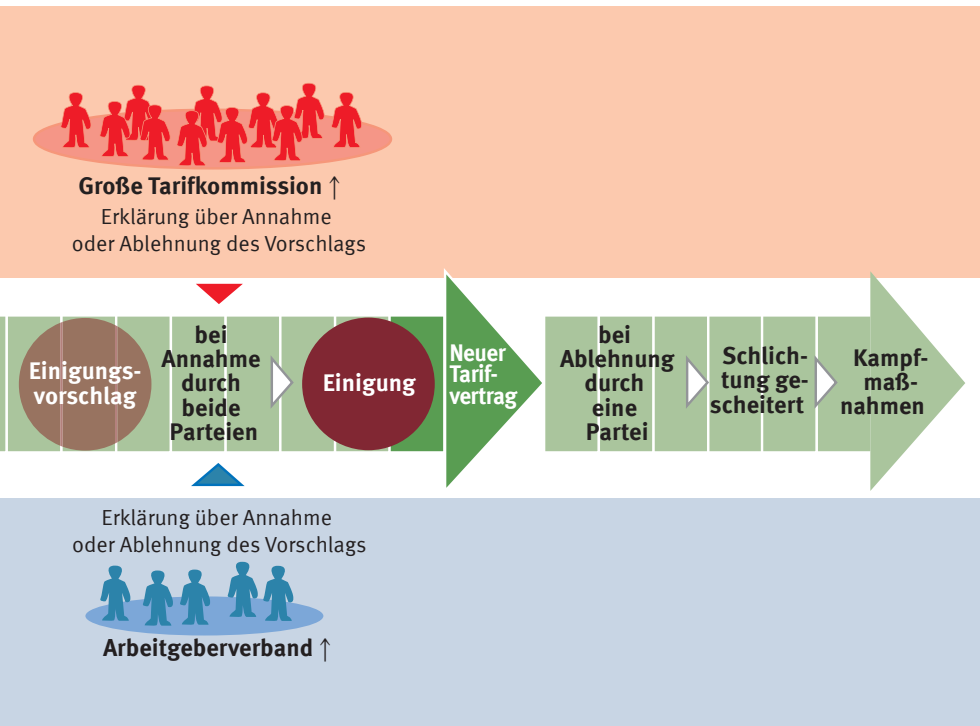 Große Tarifkommission ↑
Erklärung über Annahme
oder Ablehnung des Vorschlags
Einigungs-
vorschlag
bei
Annahme
durch
beide
Parteien
Einigung
Neuer
Tarif-
vertrag
bei
Ablehnung
durch
eine
Partei
Schlich-
tung ge-
scheitert
Kampf-
maß-
nahmen
Erklärung über Annahme
oder Ablehnung des Vorschlags
Arbeitgeberverband ↑